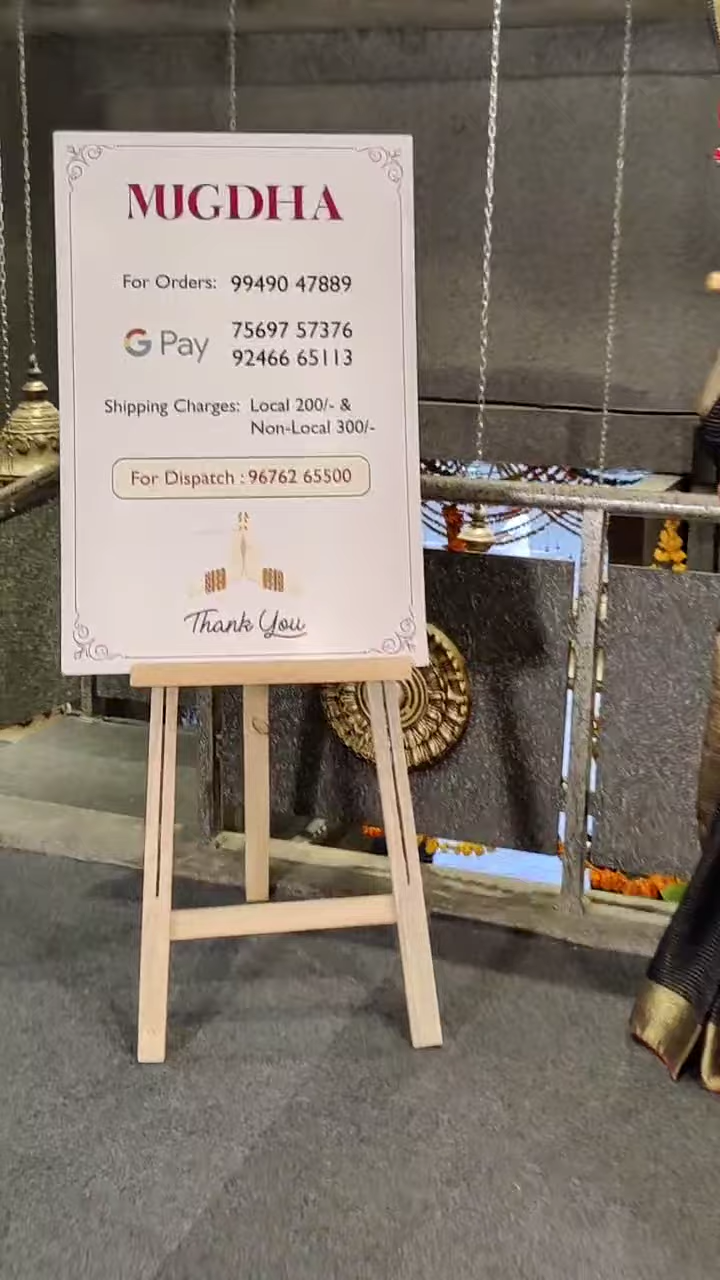 MUGDHA
For Orders: 99490 47889
G Pay 75697 57376
92466 65113
Shipping Charges: Local 200/- &
Non-Local 300/-
For Dispatch : 96762 65500
Thank You